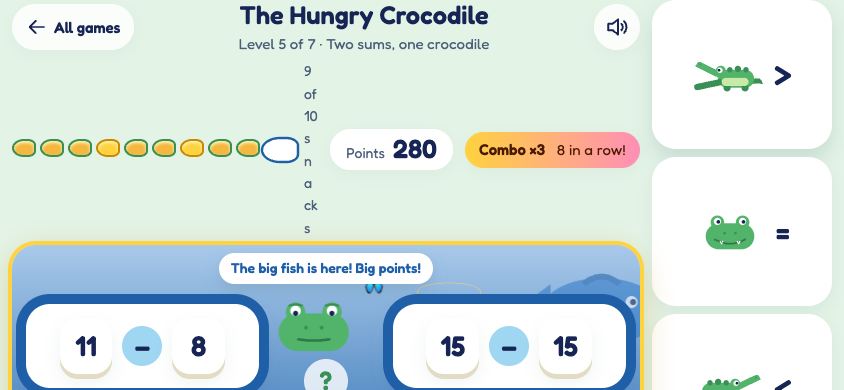 All games
The Hungry Crocodile
Level 5 of 7 · Two sums, one crocodile
9
of
10
s
n
a
ck
s
Points 280
Combo ×3 8 in a row!
The big fish is here! Big points!
11 – 8
?
15 – 15
>
=